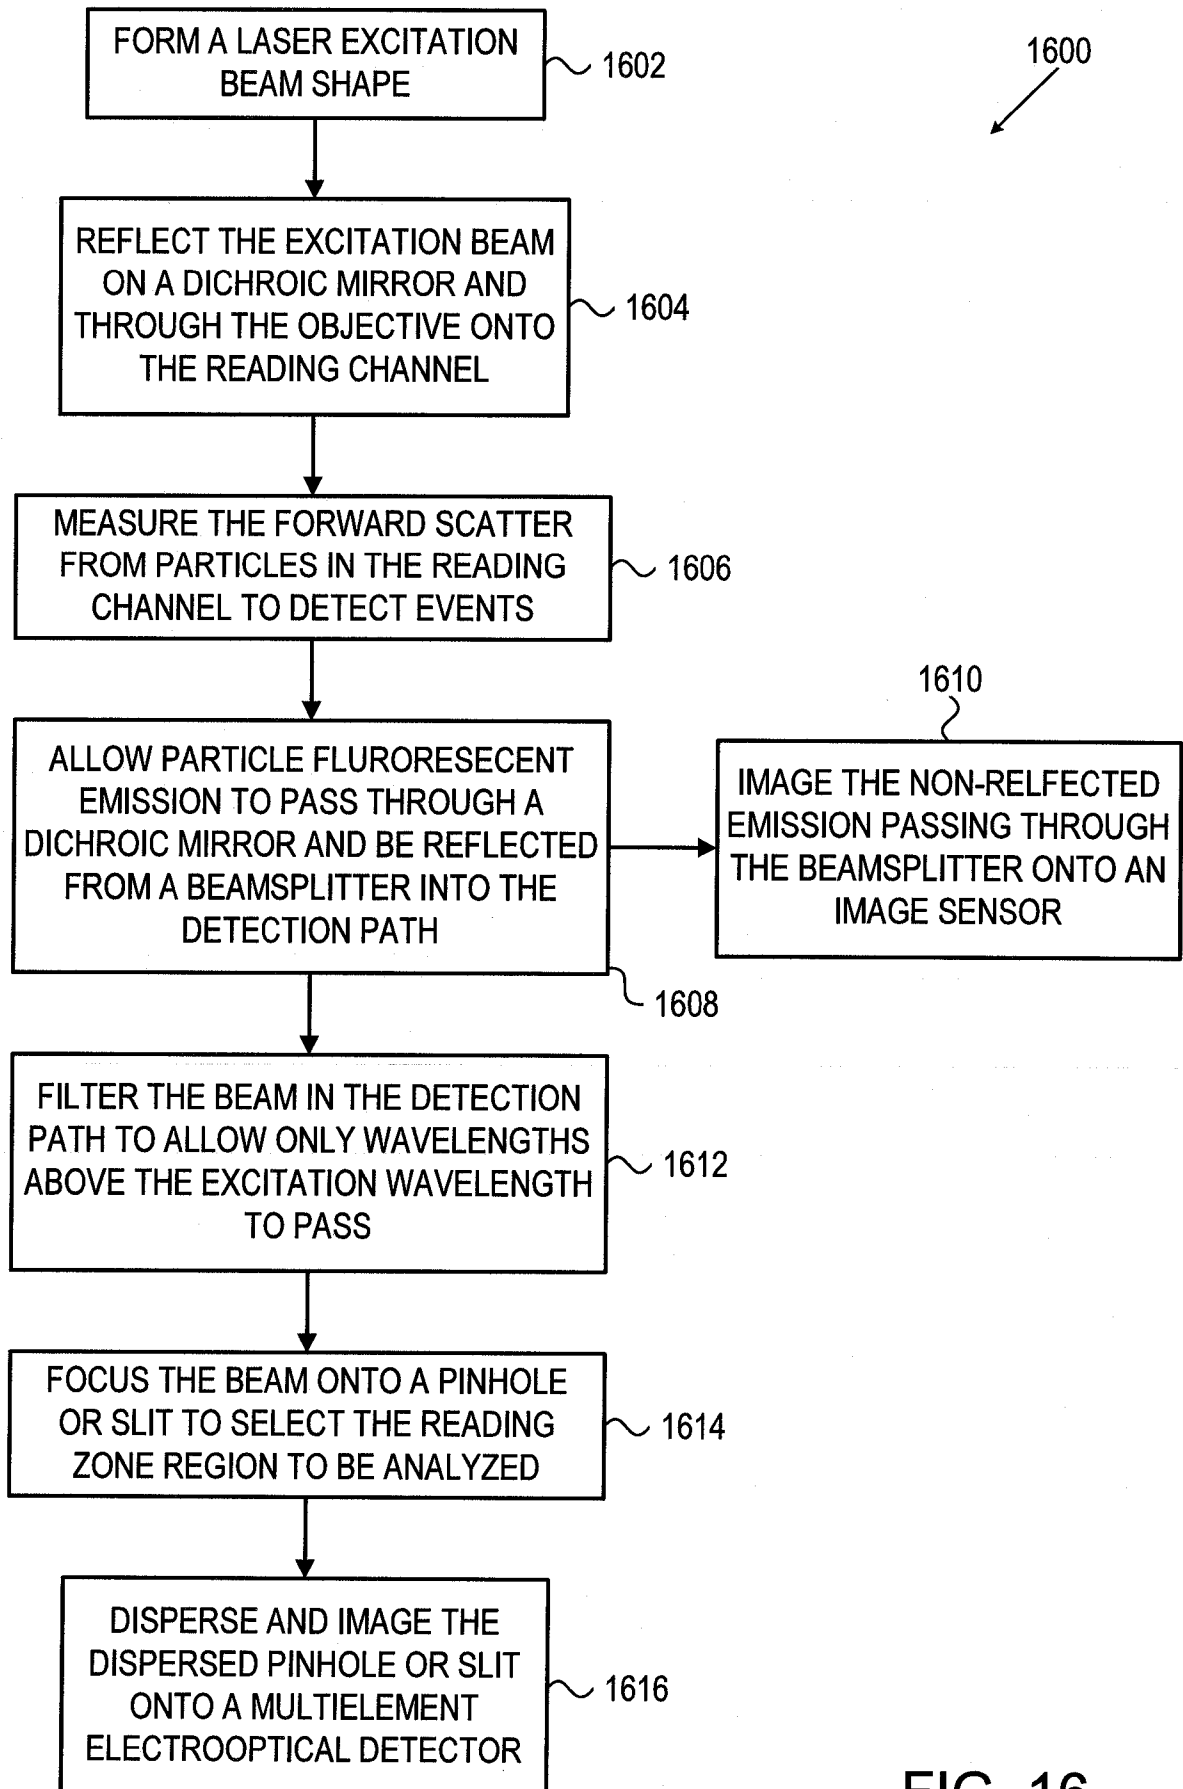 FORM A LASER EXCITATION
BEAM SHAPE
1602
1600
REFLECT THE EXCITATION BEAM
ON A DICHROIC MIRROR AND
THROUGH THE OBJECTIVE ONTO
THE READING CHANNEL
1604
MEASURE THE FORWARD SCATTER
FROM PARTICLES IN THE READING
CHANNEL TO DETECT EVENTS
1606
ALLOW PARTICLE FLURORESECENT
EMISSION TO PASS THROUGH A
DICHROIC MIRROR AND BE REFLECTED
FROM A BEAMSPLITTER INTO THE
DETECTION PATH
1608
1610
IMAGE THE NON-RELFECTED
EMISSION PASSING THROUGH
THE BEAMSPLITTER ONTO AN
IMAGE SENSOR
FILTER THE BEAM IN THE DETECTION
PATH TO ALLOW ONLY WAVELENGTHS
ABOVE THE EXCITATION WAVELENGTH
TO PASS
1612
FOCUS THE BEAM ONTO A PINHOLE
OR SLIT TO SELECT THE READING
ZONE REGION TO BE ANALYZED
1614
DISPERSE AND IMAGE THE
DISPERSED PINHOLE OR SLIT
ONTO A MULTIELEMENT
ELECTROOPTICAL DETECTOR
1616
FIG. 16